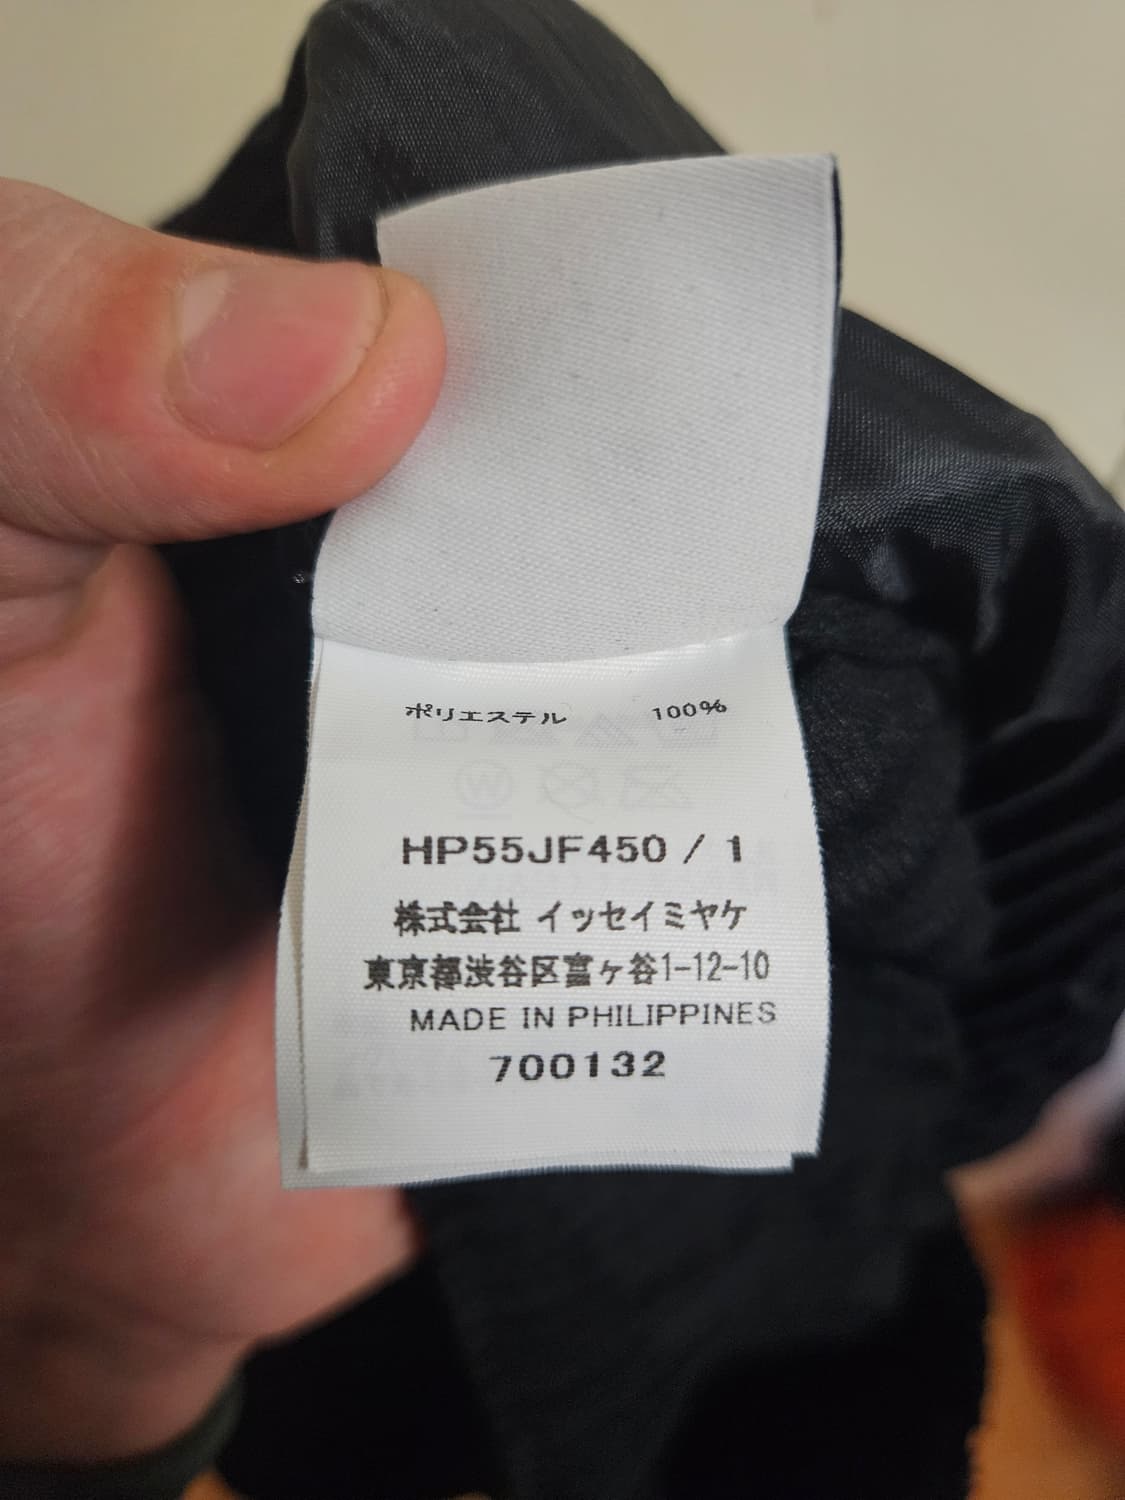 ポリエステル 100%
HP55JF450 / 1
株式会社 イッセイミヤケ
東京都渋谷区富ヶ谷1-12-10
MADE IN PHILIPPINES
700132